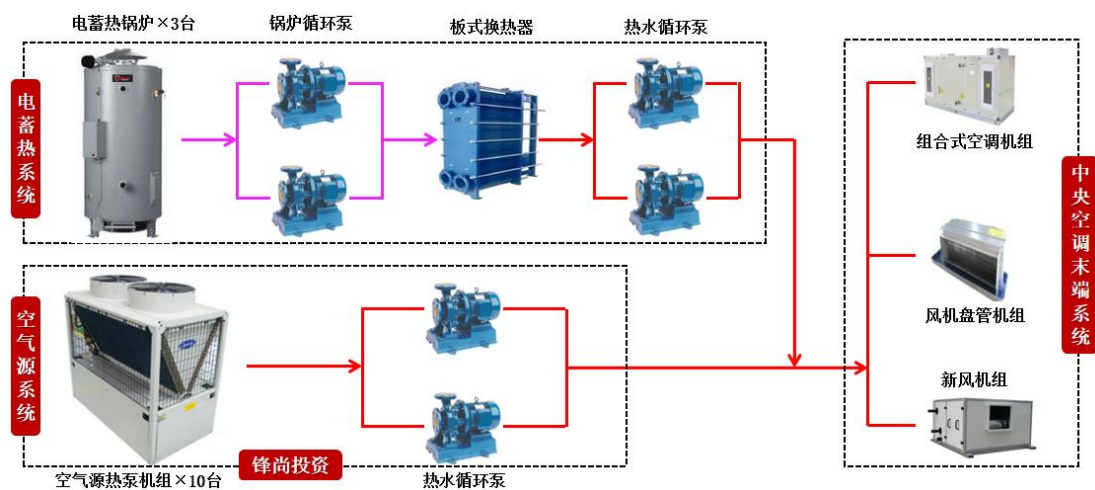 电蓄热锅炉×3台
锅炉循环泵
板式换热器
热水循环泵
电蓄热系统
组合式空调机组
风机盘管机组
新风机组
中央空调末端系统
空气源系统
空气源热泵机组×10台
锋尚投资
热水循环泵